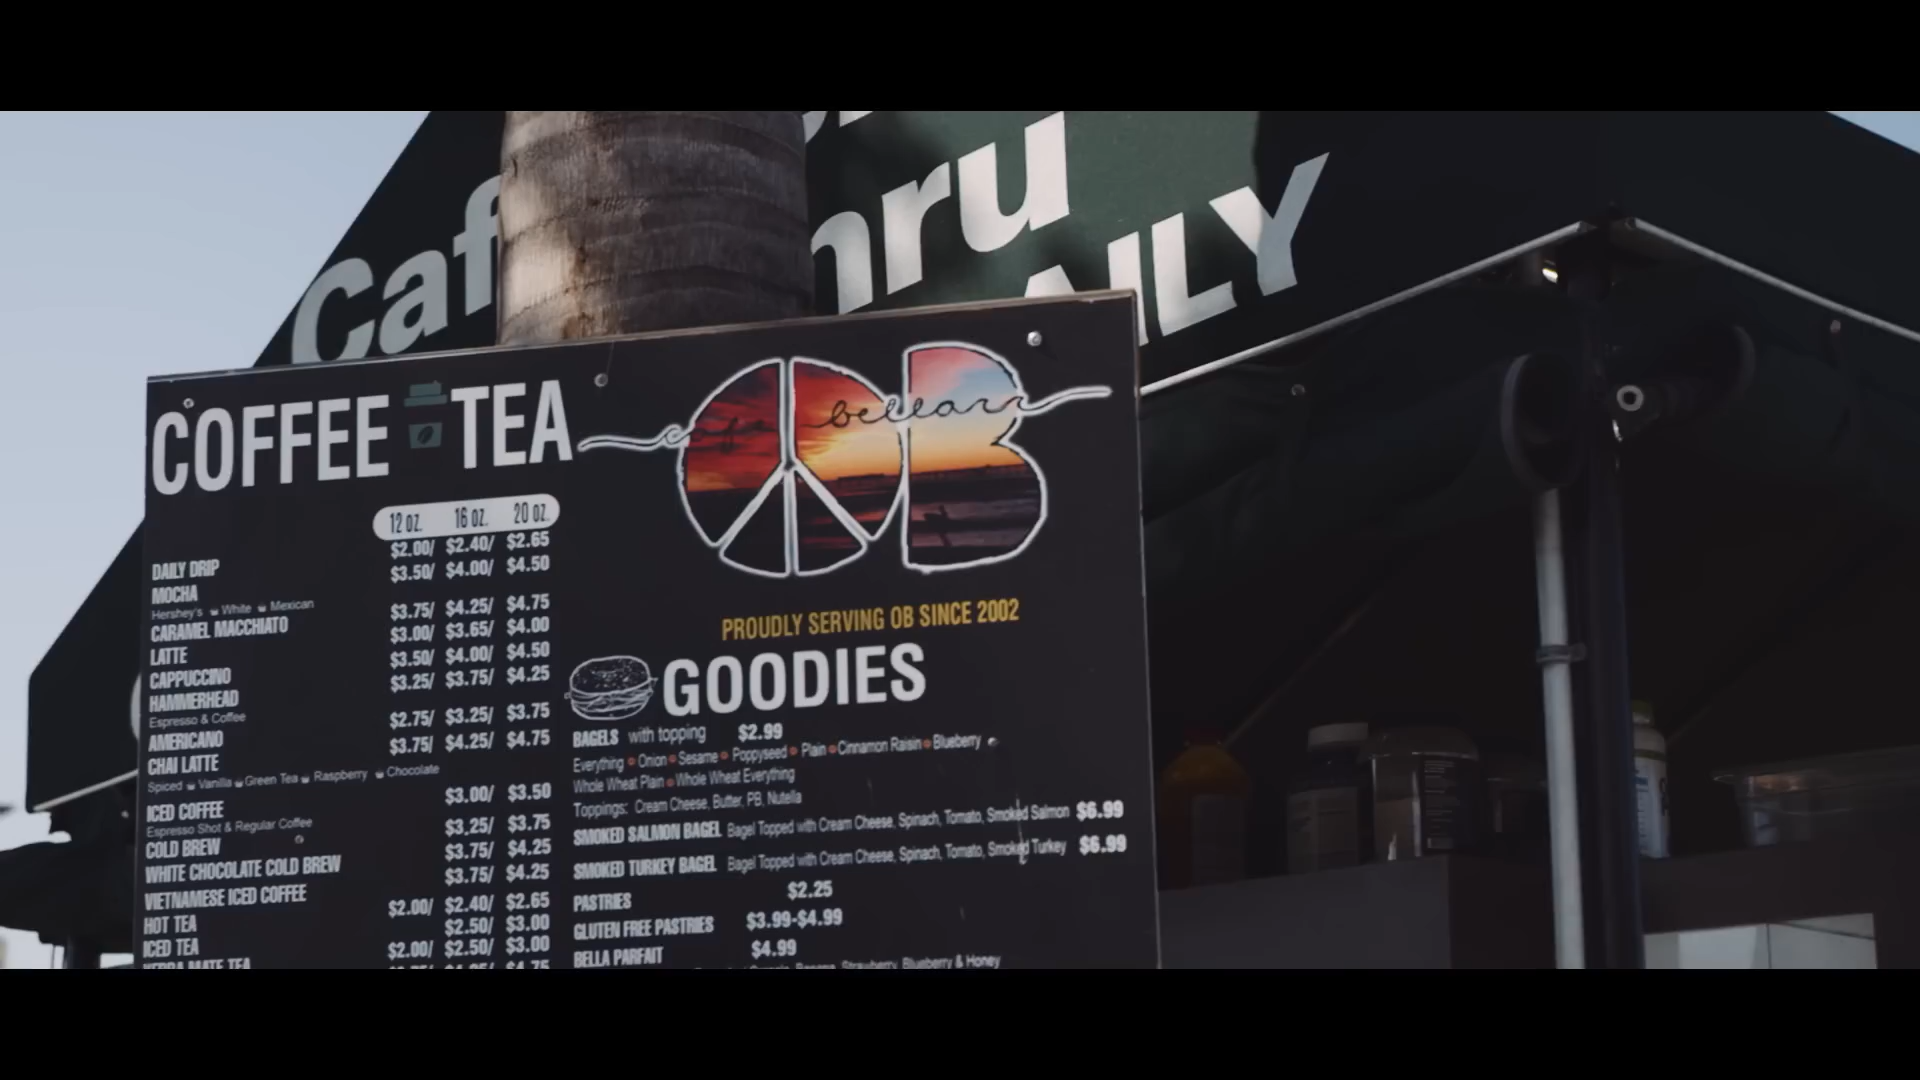 Caf
hru
AILY
COFFEE TEA
bellamar
12 oz. 16 oz. 20 oz.
DAILY DRIP $2.00/ $2.40/ $2.65
MOCHA $3.50/ $4.00/ $4.50
Hershey's White Mexican
CARAMEL MACCHIATO $3.75/ $4.25/ $4.75
LATTE $3.00/ $3.65/ $4.00
CAPPUCCINO $3.50/ $4.00/ $4.50
HAMMERHEAD $3.25/ $3.75/ $4.25
Espresso & Coffee
AMERICANO $2.75/ $3.25/ $3.75
CHAI LATTE $3.75/ $4.25/ $4.75
Spiced Vanilla Green Tea Raspberry Chocolate
ICED COFFEE $3.00/ $3.50
Espresso Shot & Regular Coffee
COLD BREW $3.25/ $3.75
WHITE CHOCOLATE COLD BREW $3.75/ $4.25
VIETNAMESE ICED COFFEE $3.75/ $4.25
HOT TEA $2.00/ $2.40/ $2.65
ICED TEA $2.50/ $3.00
YERBA MATE TEA $2.00/ $2.50/ $3.00
OB
PROUDLY SERVING OB SINCE 2002
GOODIES
BAGELS with topping $2.99
Everything Onion Sesame Poppyseed Plain Cinnamon Raisin Blueberry
Whole Wheat Plain Whole Wheat Everything
Toppings: Cream Cheese, Butter, PB, Nutella
SMOKED SALMON BAGEL Bagel Topped with Cream Cheese, Spinach, Tomato, Smoked Salmon $6.99
SMOKED TURKEY BAGEL Bagel Topped with Cream Cheese, Spinach, Tomato, Smoked Turkey $6.99
PASTRIES $2.25
GLUTEN FREE PASTRIES $3.99-$4.99
BELLA PARFAIT $4.99
Banana, Strawberry, Blueberry & Honey